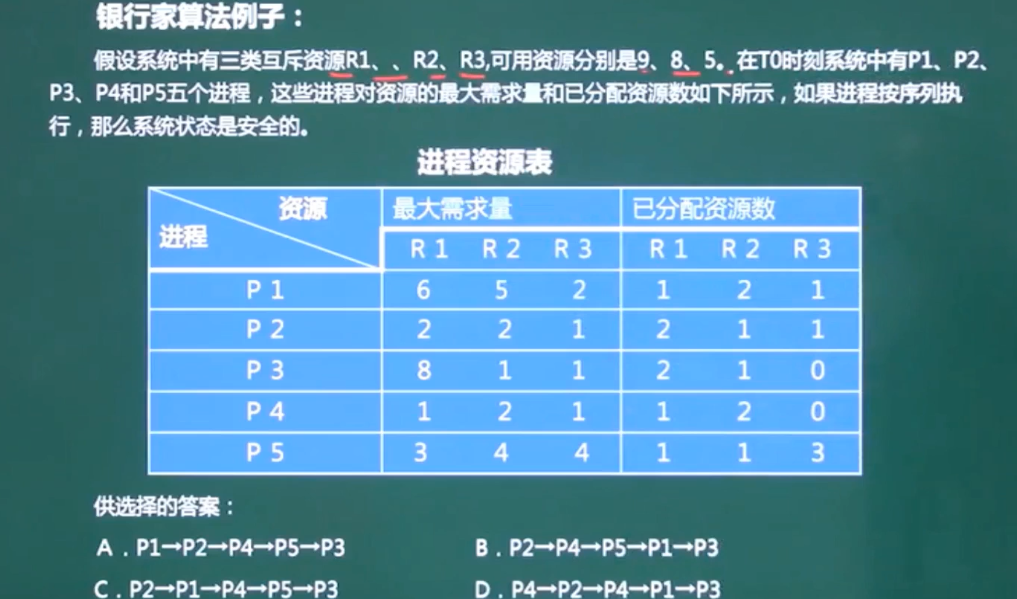 银行家算法例子：
假设系统中有三类互斥资源R1、、R2、R3,可用资源分别是9、8、5。在T0时刻系统中有P1、P2、
P3、P4和P5五个进程，这些进程对资源的最大需求量和已分配资源数如下所示，如果进程按序列执
行，那么系统状态是安全的。
进程资源表
资源 最大需求量 已分配资源数
进程 R1 R2 R3 R1 R2 R3
P1 6 5 2 1 2 1
P2 2 2 1 2 1 1
P3 8 1 1 2 1 0
P4 1 2 1 1 2 0
P5 3 4 4 1 1 3
供选择的答案：
A．P1→P2→P4→P5→P3 B．P2→P4→P5→P1→P3
C．P2→P1→P4→P5→P3 D．P4→P2→P4→P1→P3